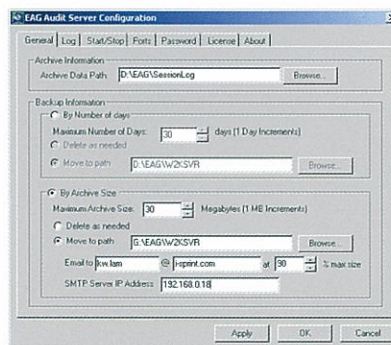 EAG Audit Server Configuration
General Log Start/Stop Ports Password License About
Archive Information
Archive Data Path: D:\EAG\SessionLog Browse...
Backup Information
By Number of days
Maximum Number of Days: 30 days (1 Day Increments)
Delete as needed
Move to path D:\EAG\W2KSVR Browse...
By Archive Size
Maximum Archive Size: 30 Megabytes (1 MB Increments)
Delete as needed
Move to path G:\EAG\W2KSVR Browse...
Email to kw.lam @ i-sprint.com at 90 % max size
SMTP Server IP Address 192.168.0.18
Apply OK Cancel